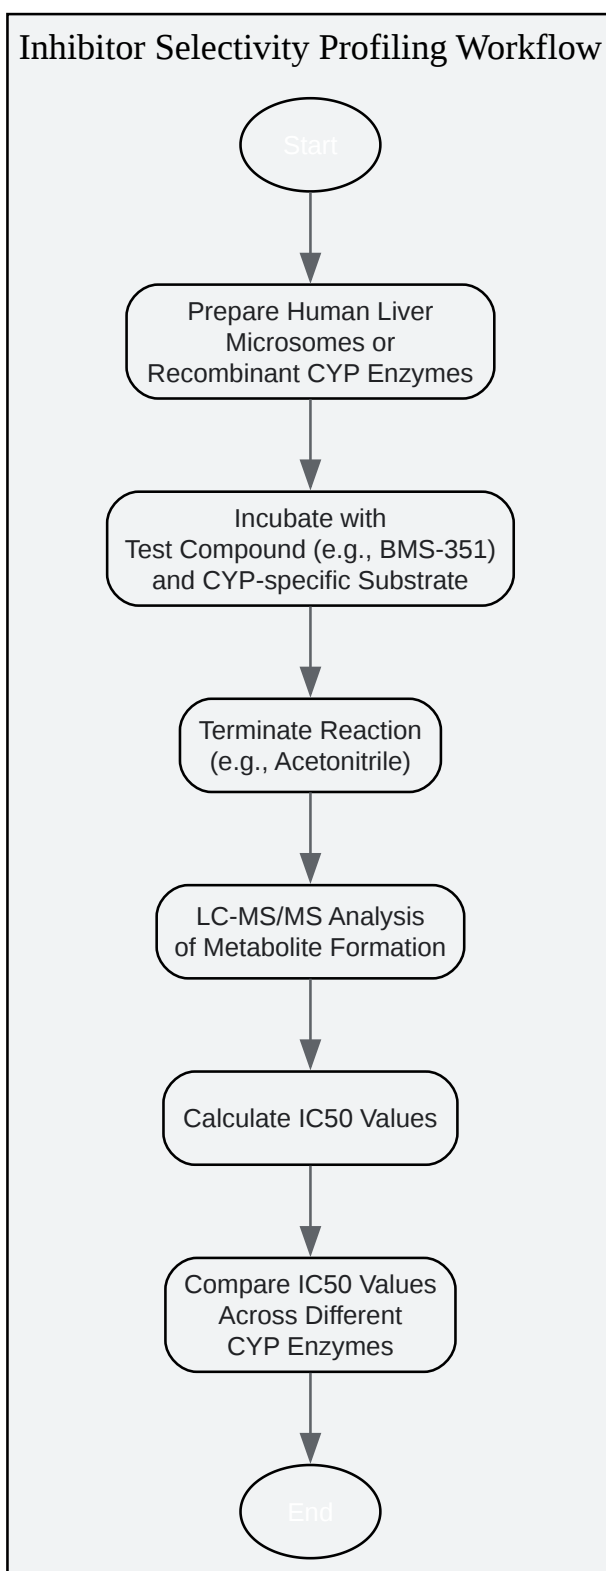 Inhibitor Selectivity Profiling Workflow
Start
Prepare Human Liver
Microsomes or
Recombinant CYP Enzymes
Incubate with
Test Compound (e.g., BMS-351)
and CYP-specific Substrate
Terminate Reaction
(e.g., Acetonitrile)
LC-MS/MS Analysis
of Metabolite Formation
Calculate IC50 Values
Compare IC50 Values
Across Different
CYP Enzymes
End